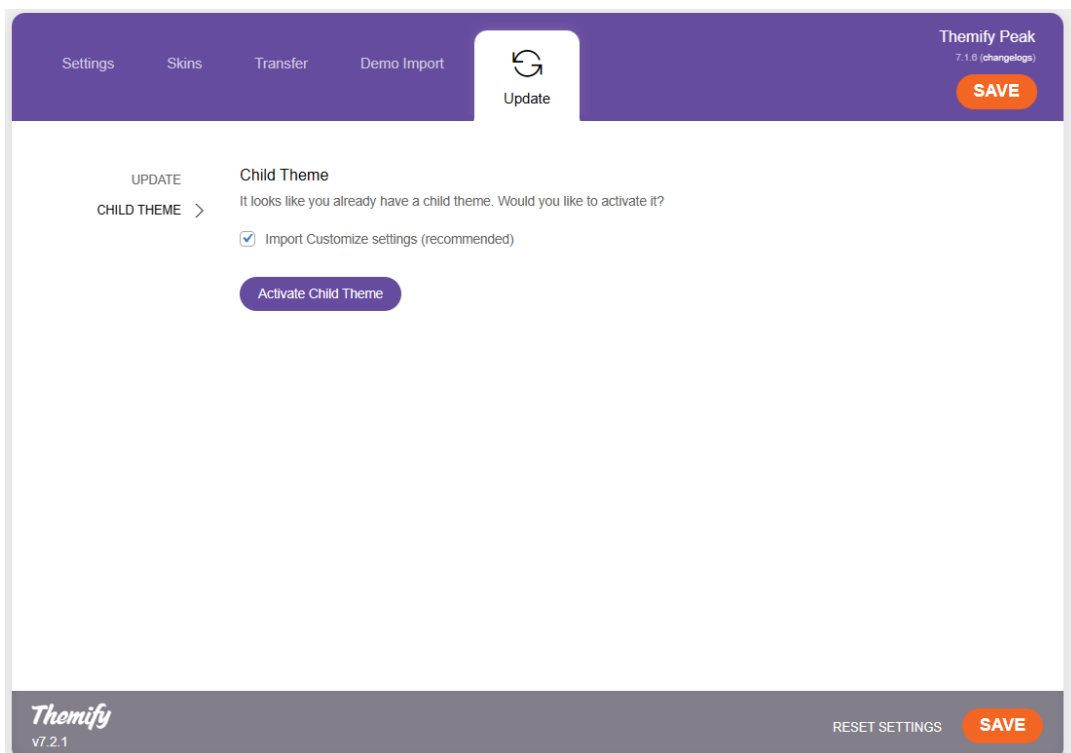 Settings Skins Transfer Demo Import Update
Themify Peak
7.1.6 (changelogs)
SAVE
UPDATE
CHILD THEME
Child Theme
It looks like you already have a child theme. Would you like to activate it?
Import Customize settings (recommended)
Activate Child Theme
Themify
v7.2.1
RESET SETTINGS SAVE